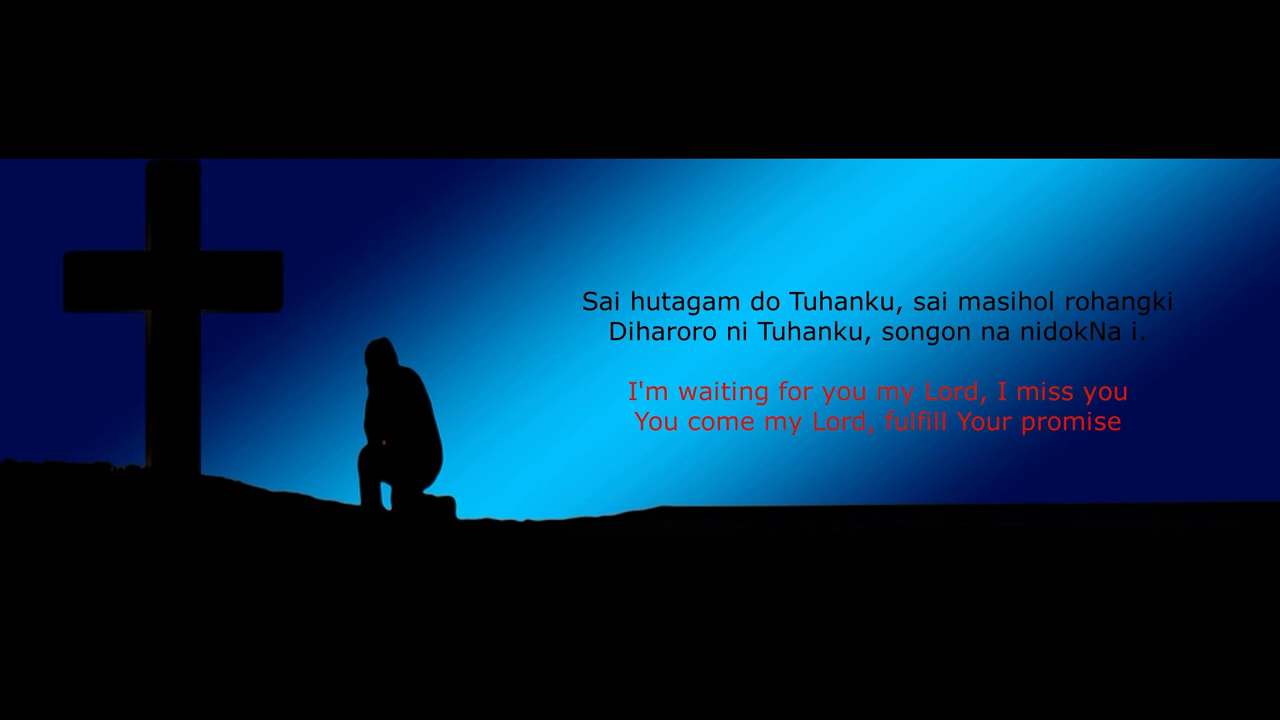 Sai hutagam do Tuhanku, sai masihol rohangki
Diharoro ni Tuhanku, songon na nidokNa i.
I'm waiting for you my Lord, I miss you
You come my Lord, fulfill Your promise